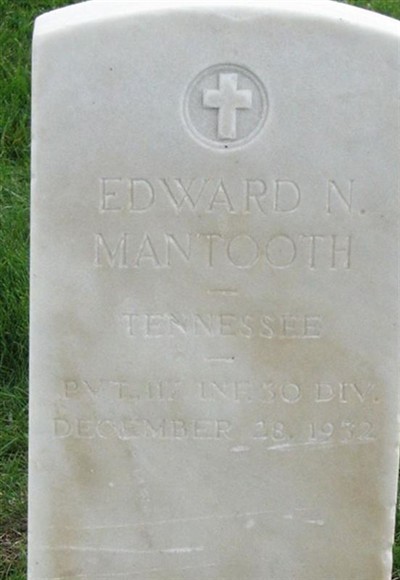 EDWARD N.
MANTOOTH
TENNESSEE
PVT. 117 INF. 30 DIV.
DECEMBER 28, 1932